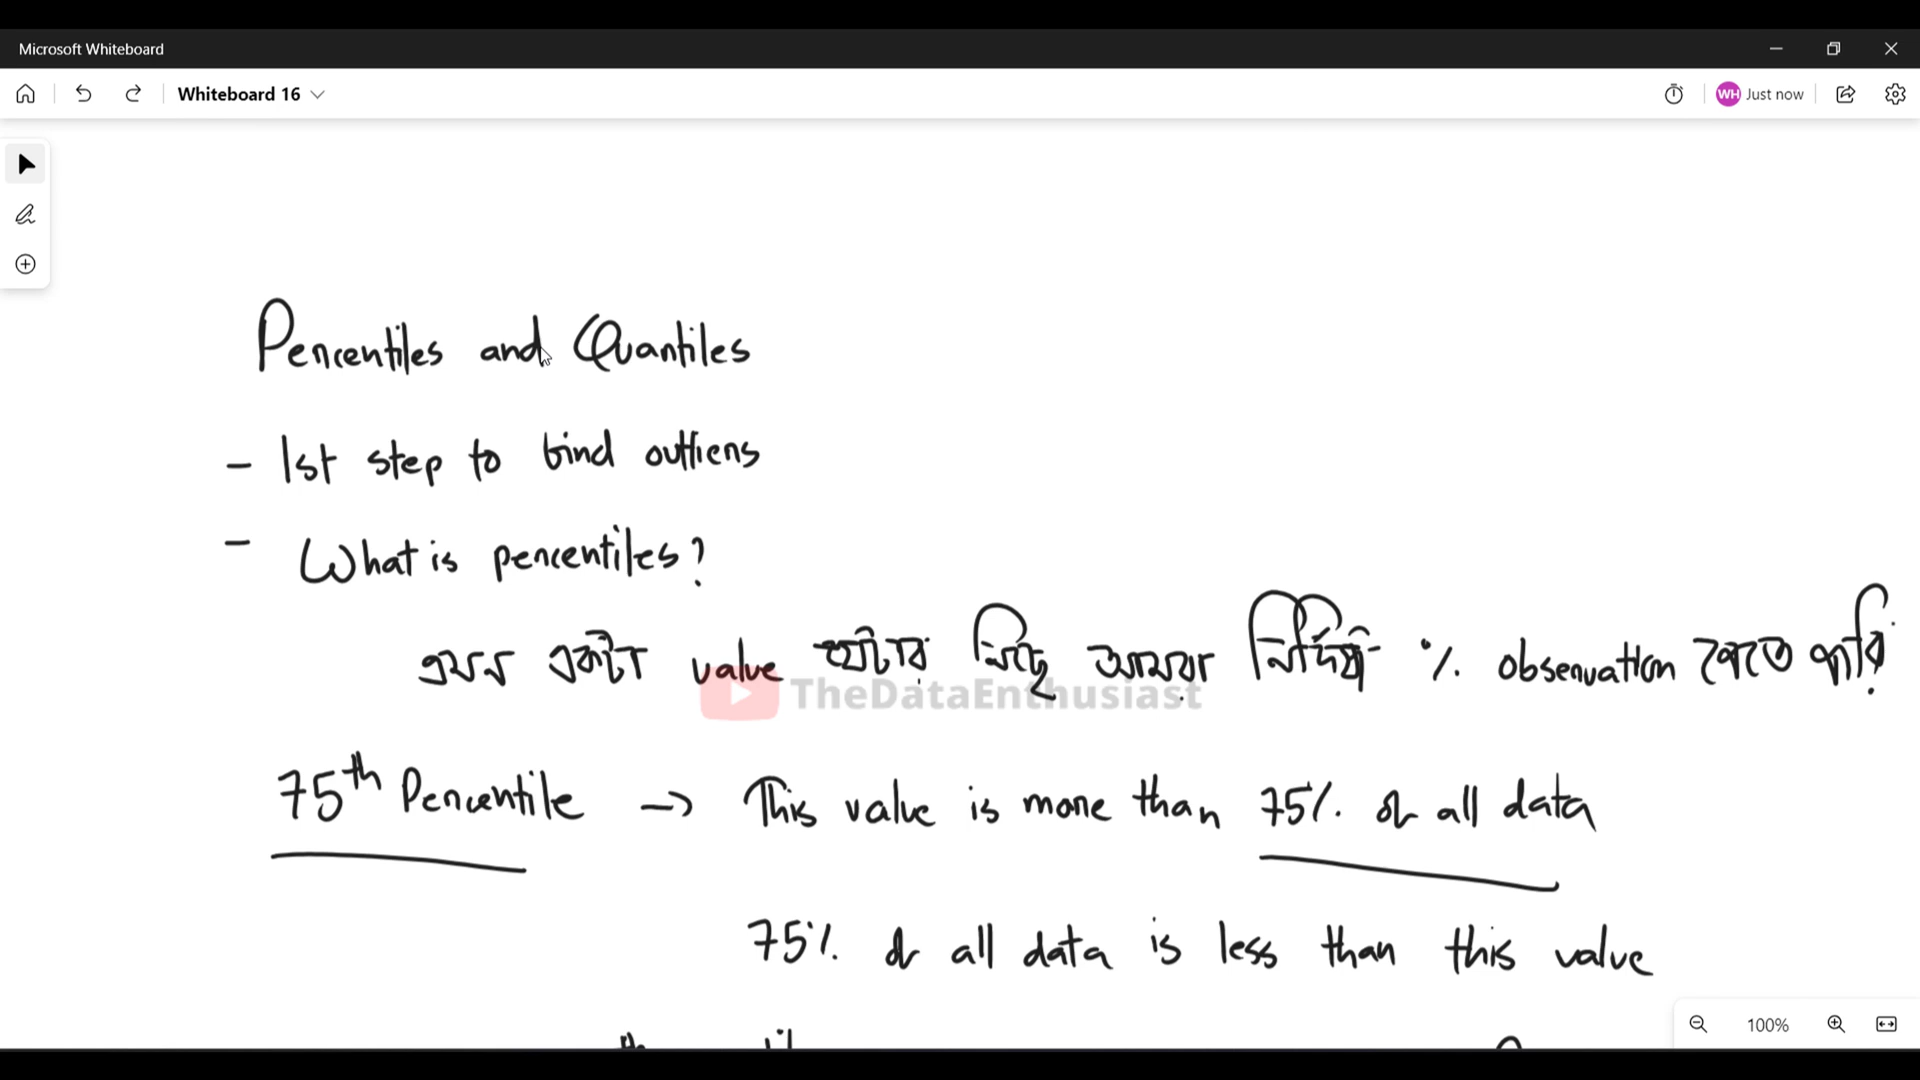 Microsoft Whiteboard
Whiteboard 16
WH Just now
Percentiles and Quantiles
- 1st step to find outliers
- What is percentiles?
এমন একটা value যেটার নিচে আমরা নির্দিষ্ট % observation পেতে পারি
TheDataEnthusiast
75th Percentile → This value is more than 75% of all data
75% of all data is less than this value
100%